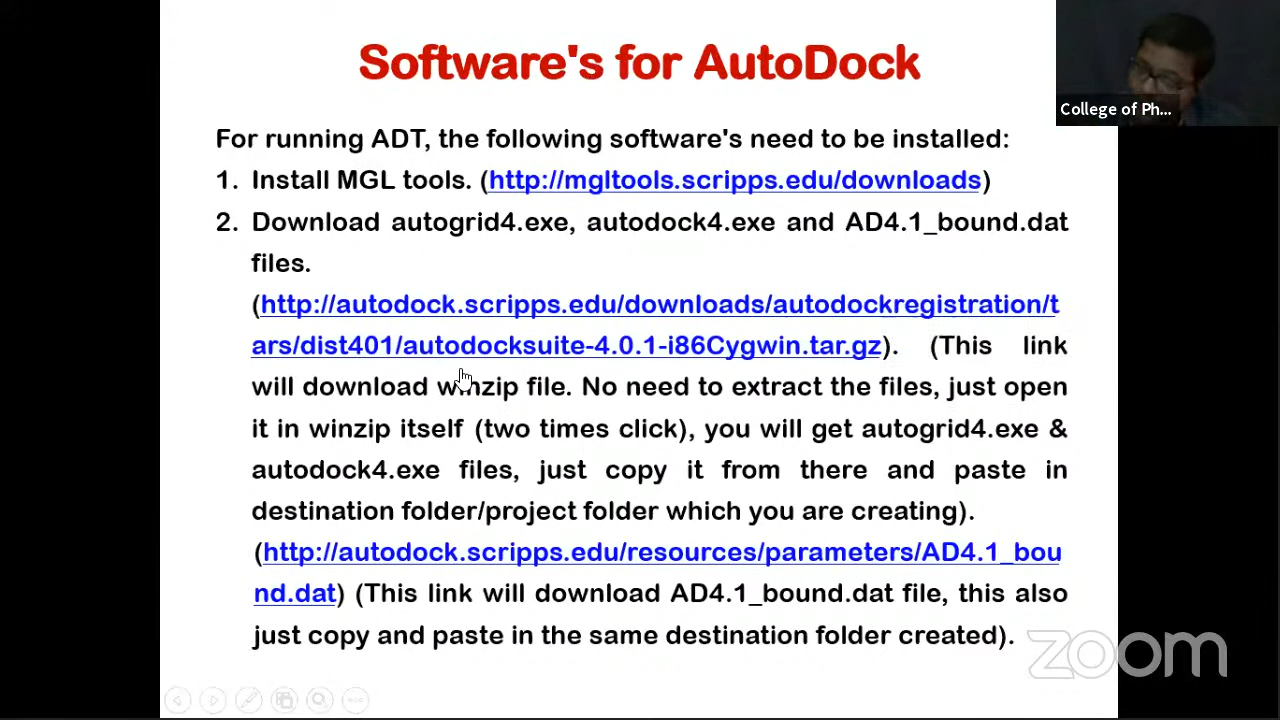 Software's for AutoDock
College of Ph...
For running ADT, the following software's need to be installed:
1. Install MGL tools. (http://mgltools.scripps.edu/downloads)
2. Download autogrid4.exe, autodock4.exe and AD4.1_bound.dat
files.
(http://autodock.scripps.edu/downloads/autodockregistration/t
ars/dist401/autodocksuite-4.0.1-i86Cygwin.tar.gz). (This link
will download winzip file. No need to extract the files, just open
it in winzip itself (two times click), you will get autogrid4.exe &
autodock4.exe files, just copy it from there and paste in
destination folder/project folder which you are creating).
(http://autodock.scripps.edu/resources/parameters/AD4.1_bou
nd.dat) (This link will download AD4.1_bound.dat file, this also
just copy and paste in the same destination folder created).
zoom